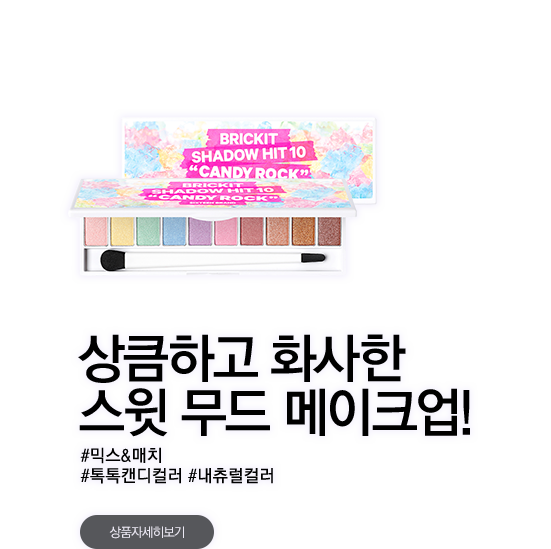 BRICKIT
SHADOW HIT 10
“CANDY ROCK”
BRICKIT
SHADOW HIT 10
“CANDY ROCK”
상큼하고 화사한
스윗 무드 메이크업!
#믹스&매치
#톡톡캔디컬러 #내츄럴컬러
상품자세히보기